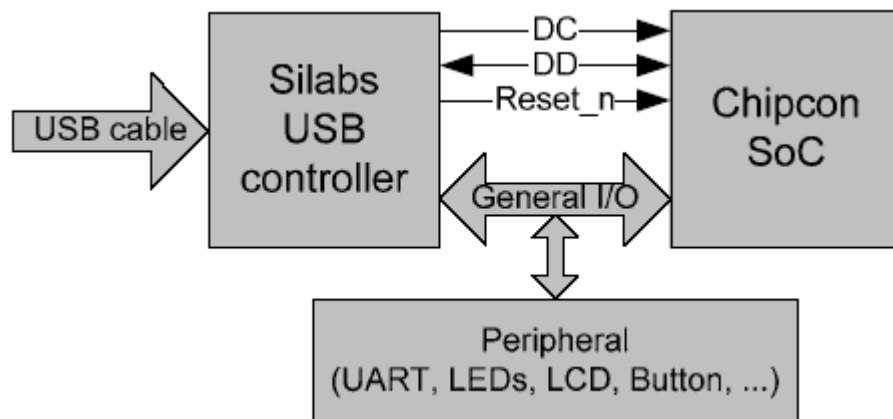 USB cable
Silabs
USB
controller
DC
DD
Reset_n
General I/O
Chipcon
SoC
Peripheral
(UART, LEDs, LCD, Button, ...)